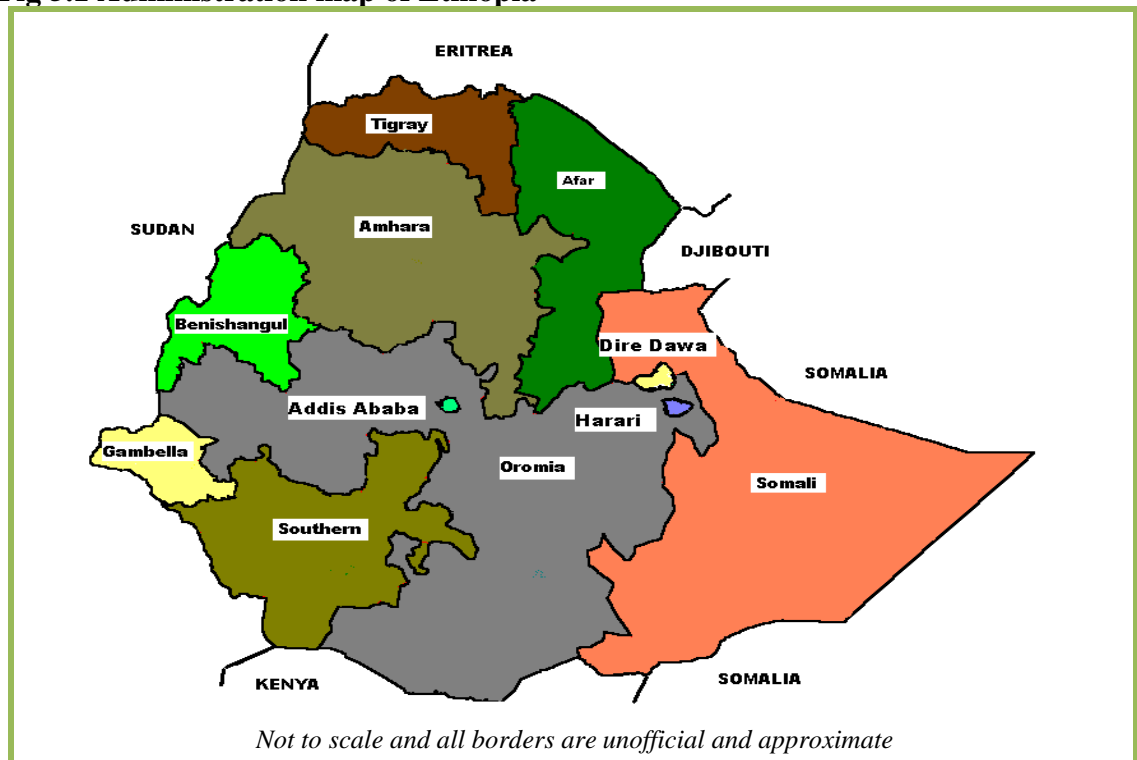 ERITREA
Tigray
Afar
Amhara
SUDAN
DJIBOUTI
Benishangul
Dire Dawa
SOMALIA
Addis Ababa
Harari
Gambella
Oromia
Somali
Southern
KENYA
SOMALIA
Not to scale and all borders are unofficial and approximate